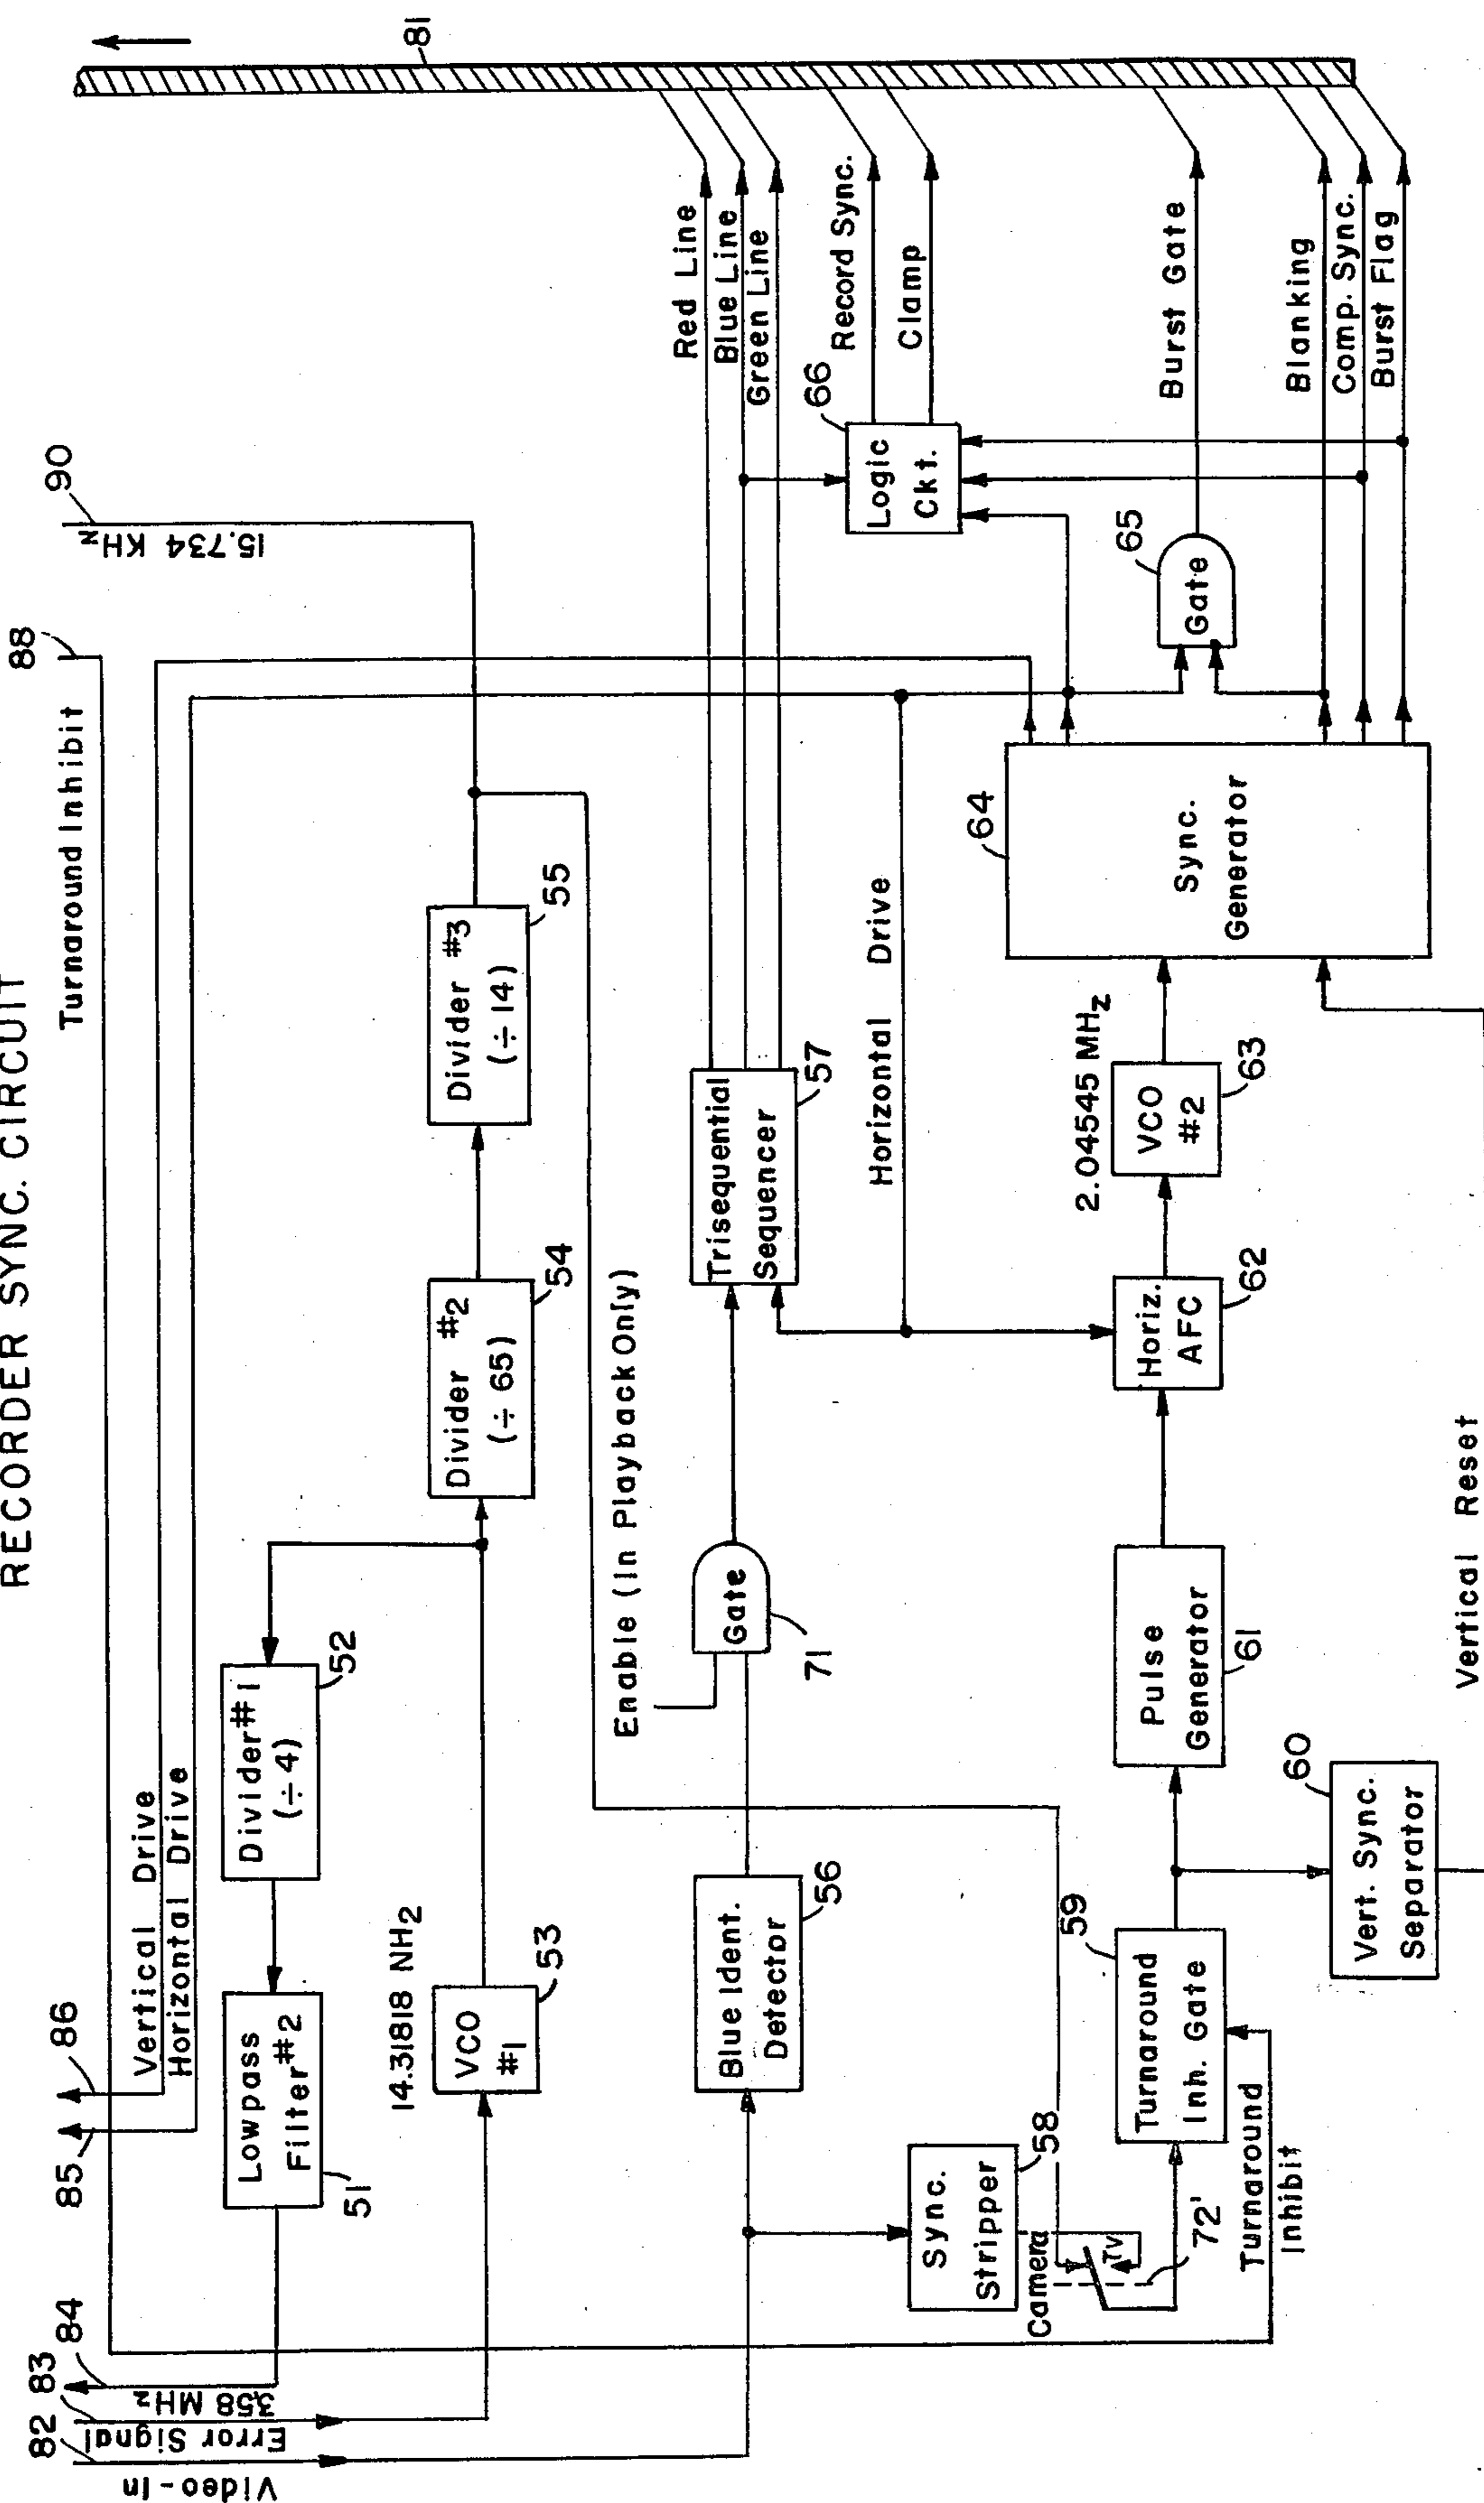 RECORDER SYNC. CIRCUIT
82
83
84
85
86
88
90
81
Video-In
Error Signal
358 MHz
Vertical Drive
Horizontal Drive
Turnaround Inhibit
15.734 KHz
Lowpass
Filter#2
51
Divider#1
(÷4)
52
14.31818 NH2
VCO
#1
53
Divider #2
(÷ 65)
54
Divider #3
(÷14)
55
Enable (In Playback Only)
Blue Ident.
Detector
56
Gate
71
Trisequential
Sequencer
57
Red Line
Blue Line
Green Line
Record Sync.
Clamp
Logic
Ckt.
66
Horizontal Drive
Sync.
Stripper
58
Camera
TV
72'
Turnaround
Inh. Gate
59
Turnaround
Inhibit
Pulse
Generator
61
Horiz.
AFC
62
2.04545 MHz
VCO
#2
63
Sync.
Generator
64
Gate
65
Burst Gate
Blanking
Comp. Sync.
Burst Flag
Vert. Sync.
Separator
60
Vertical Reset